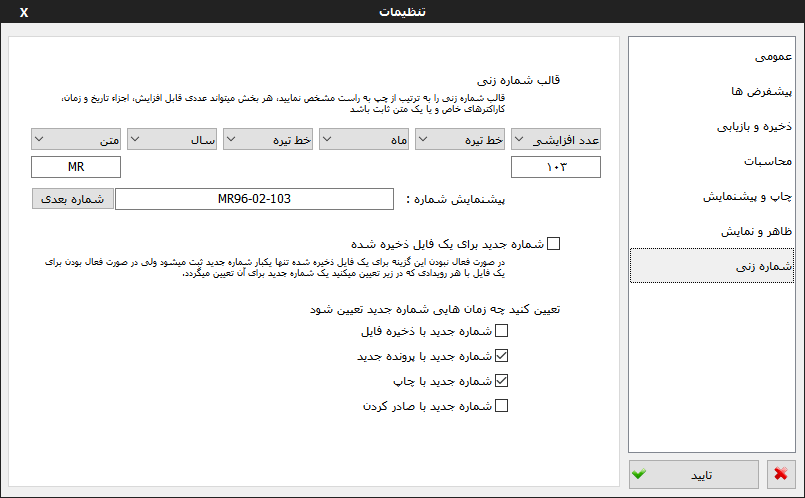 تنظیمات
X
عمومی
پیشفرض ها
ذخیره و بازیابی
محاسبات
چاپ و پیشنمایش
ظاهر و نمایش
شماره زنی
تایید
قالب شماره زنی
قالب شماره زنی را به ترتیب از چپ به راست مشخص نمایید، هر بخش میتواند عددی قابل افزایش، اجزاء تاریخ و زمان،
کاراکترهای خاص و یا یک متن ثابت باشد
عدد افزایشی
خط تیره
ماه
خط تیره
سال
متن
۱۰۳
MR
پیشنمایش شماره :
MR96-02-103
شماره بعدی
شماره جدید برای یک فایل ذخیره شده
در صورت فعال نبودن این گزینه برای یک فایل ذخیره شده تنها یکبار شماره جدید ثبت میشود ولی در صورت فعال بودن برای
یک فایل با هر رویدادی که در زیر تعیین میکنید یک شماره جدید برای آن تعیین میگردد.
تعیین کنید چه زمان هایی شماره جدید تعیین شود
شماره جدید با ذخیره فایل
شماره جدید با پرونده جدید
شماره جدید با چاپ
شماره جدید با صادر کردن